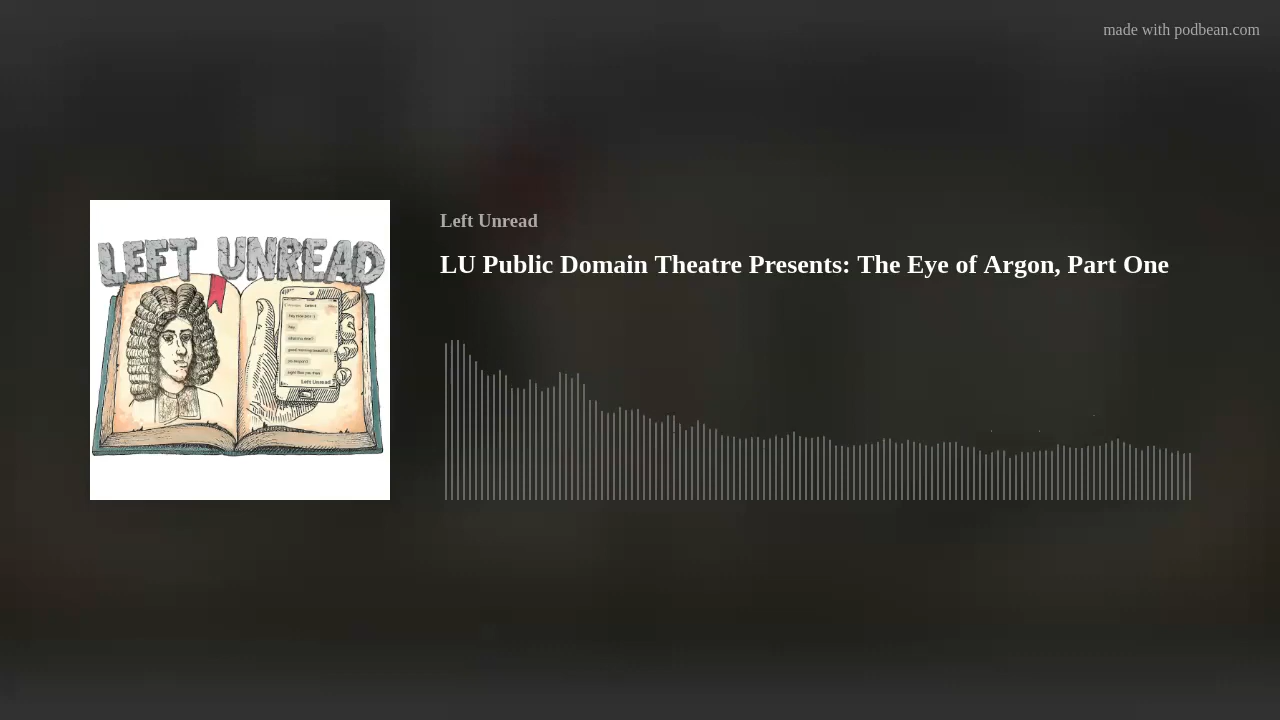 made with podbean.com
LEFT UNREAD
Left Unread
LU Public Domain Theatre Presents: The Eye of Argon, Part One
Left Unread